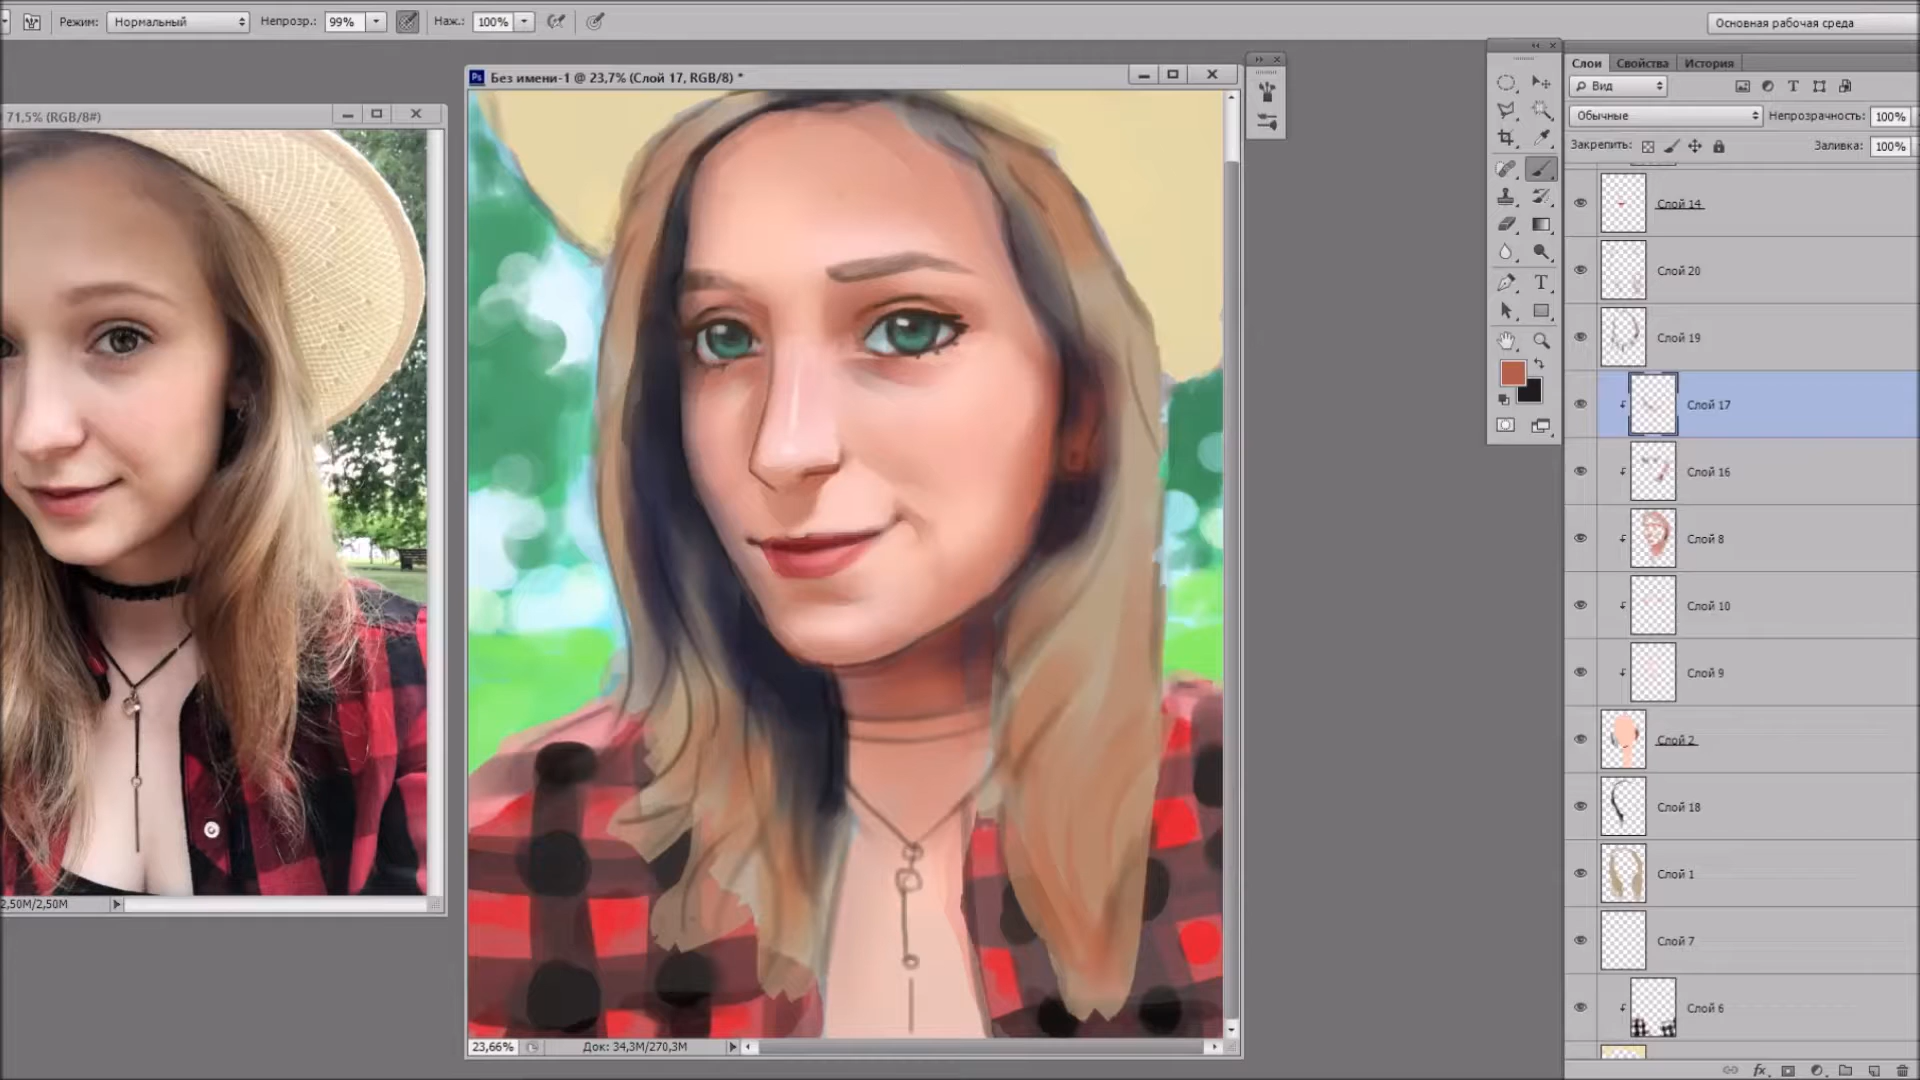 Режим: Нормальный Непрозр.: 99% Наж.: 100%
Основная рабочая среда
71,5% (RGB/8#)
Ps Без имени-1 @ 23,7% (Слой 17, RGB/8) *
Слои Свойства История
Вид
Обычные Непрозрачность: 100%
Закрепить: Заливка: 100%
Слой 14
Слой 20
Слой 19
Слой 17
Слой 16
Слой 8
Слой 10
Слой 9
Слой 2
Слой 18
Слой 1
Слой 7
Слой 6
2,50M/2,50M
23,66% Док: 34,3M/270,3M
fx